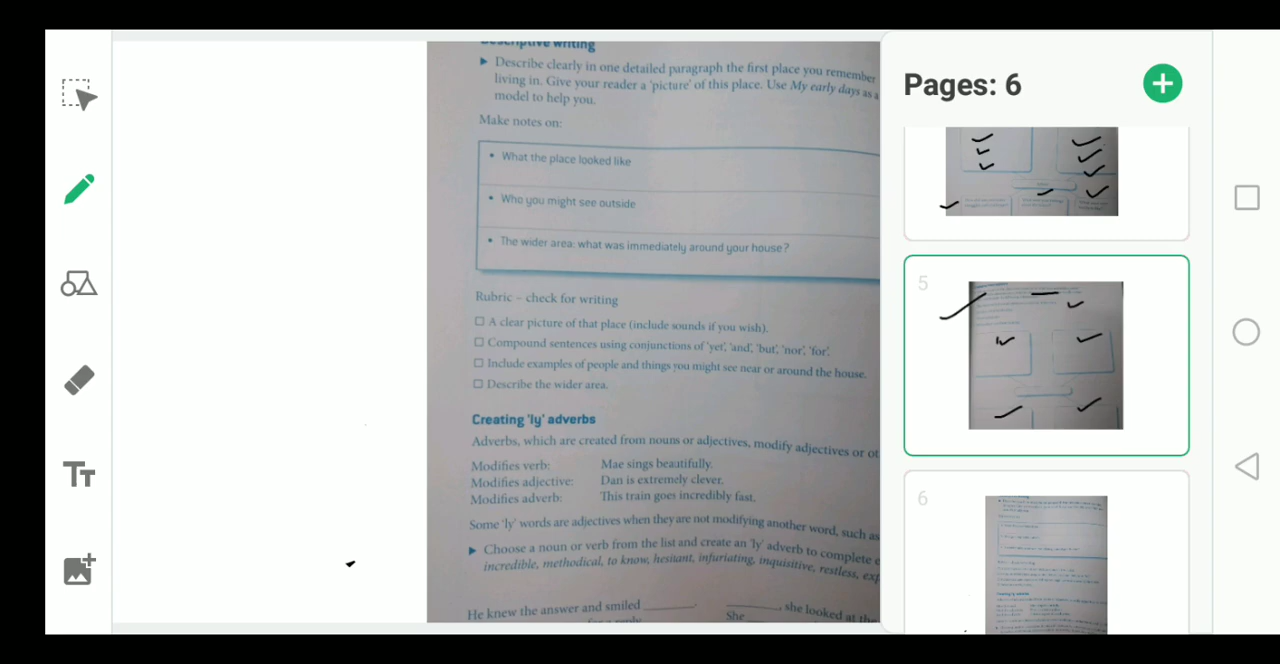 Descriptive writing
Describe clearly in one detailed paragraph the first place you remember
living in. Give your reader a 'picture' of this place. Use My early days as a
model to help you.
Make notes on:
• What the place looked like
• Who you might see outside
• The wider area: what was immediately around your house?
Rubric – check for writing
A clear picture of that place (include sounds if you wish).
Compound sentences using conjunctions of 'yet', 'and', 'but', 'nor', 'for'.
Include examples of people and things you might see near or around the house.
Describe the wider area.
Creating 'ly' adverbs
Adverbs, which are created from nouns or adjectives, modify adjectives or
Modifies verb: Mae sings beautifully.
Modifies adjective: Dan is extremely clever.
Modifies adverb: This train goes incredibly fast.
Some 'ly' words are adjectives when they are not modifying another word, such as
Choose a noun or verb from the list and create an 'ly' adverb to complete
incredible, methodical, to know, hesitant, infuriating, inquisitive, restless,
He knew the answer and smiled ______. ______, she looked at the
She
Pages: 6
5
6
TT